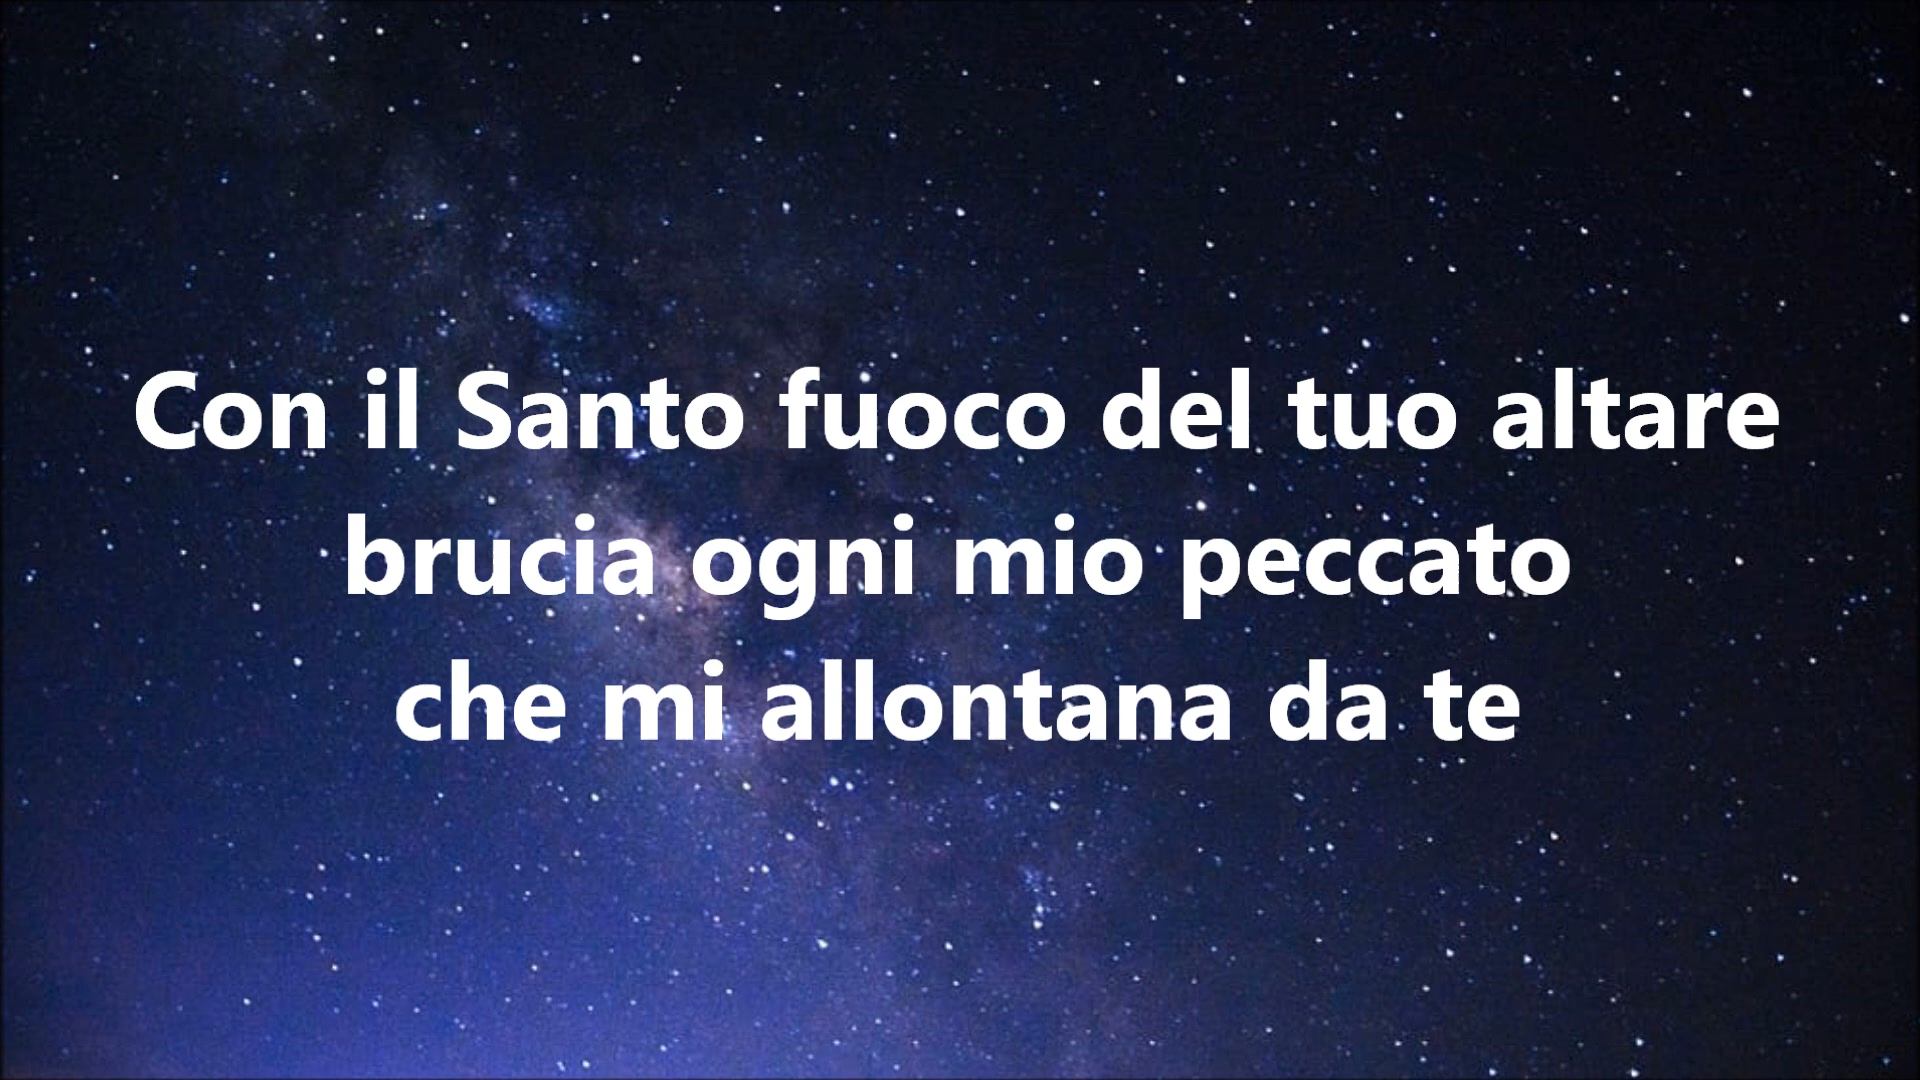 Con il Santo fuoco del tuo altare
brucia ogni mio peccato
che mi allontana da te